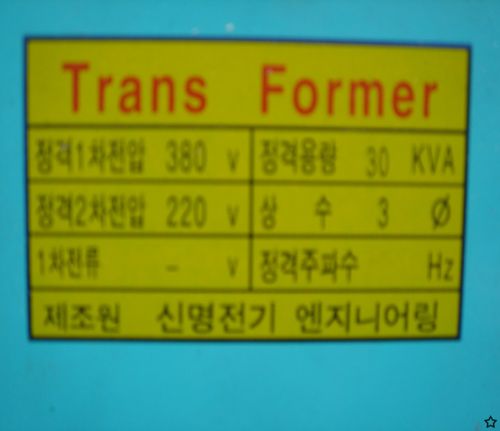 Trans Former
정격1차전압 380 V 정격용량 30 KVA
정격2차전압 220 V 상 수 3 Ø
1차전류 - V 정격주파수 Hz
제조원 신명전기 엔지니어링